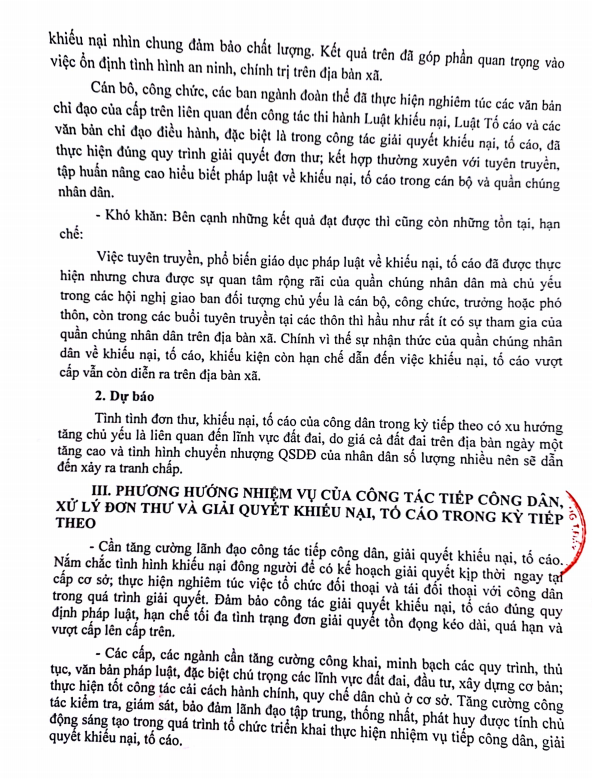 khiếu nại nhìn chung đảm bảo chất lượng. Kết quả trên đã góp phần quan trọng vào
việc ổn định tình hình an ninh, chính trị trên địa bàn xã.
Cán bô, công chức, các ban ngành đoàn thể đã thực hiện nghiêm túc các văn bản
chỉ đạo của cấp trên liên quan đến công tác thi hành Luật khiếu nại, Luật Tố cáo và các
văn bản chỉ đạo điều hành, đặc biệt là trong công tác giải quyết khiếu nại, tố cáo, đã
thực hiện đúng quy trình giải quyết đơn thư; kết hợp thường xuyên với tuyên truyền,
tập huấn nâng cao hiểu biết pháp luật về khiếu nại, tố cáo trong cán bộ và quần chúng
nhân dân.
- Khó khăn: Bên cạnh những kết quả đạt được thì cũng còn những tồn tại, hạn
chế:
Việc tuyên truyền, phổ biến giáo dục pháp luật về khiếu nại, tố cáo đã được thực
hiện nhưng chưa được sự quan tâm rộng rãi của quần chúng nhân dân mà chủ yếu
trong các hội nghị giao ban đối tượng chủ yếu là cán bộ, công chức, trưởng hoặc phó
thôn, còn trong các buổi tuyên truyền tại các thôn thì hầu như rất ít có sự tham gia của
quần chúng nhân dân trên địa bàn xã. Chính vì thế sự nhận thức của quần chúng nhân
dân về khiếu nại, tố cáo, khiếu kiện còn hạn chế dẫn đến việc khiếu nại, tố cáo vượt
cấp vẫn còn diễn ra trên địa bàn xã.
2. Dự báo
Tình tình đơn thư, khiếu nại, tố cáo của công dân trong kỳ tiếp theo có xu hướng
tăng chủ yếu là liên quan đến lĩnh vực đất đai, do giá cả đất đai trên địa bàn ngày một
tăng cao và tình hình chuyển nhượng QSDĐ của nhân dân số lượng nhiều nên sẽ dẫn
đến xảy ra tranh chấp.
III. PHƯƠNG HƯỚNG NHIỆM VỤ CỦA CÔNG TÁC TIẾP CÔNG DÂN,
XỬ LÝ ĐƠN THƯ VÀ GIẢI QUYẾT KHIẾU NẠI, TỐ CÁO TRONG KỲ TIẾP
THEO
- Cần tăng cường lãnh đạo công tác tiếp công dân, giải quyết khiếu nại, tố cáo.
Nắm chắc tình hình khiếu nại đông người để có kế hoạch giải quyết kịp thời ngay tại
cấp cơ sở; thực hiện nghiêm túc việc tổ chức đối thoại và tái đối thoại với công dân
trong quá trình giải quyết. Đảm bảo công tác giải quyết khiếu nại, tố cáo đúng quy
định pháp luật, hạn chế tối đa tình trạng đơn giải quyết tồn đọng kéo dài, quá hạn và
vượt cấp lên cấp trên.
- Các cấp, các ngành cần tăng cường công khai, minh bạch các quy trình, thủ
tục, văn bản pháp luật, đặc biệt chú trọng các lĩnh vực đất đai, đầu tư, xây dựng cơ bản;
thực hiện tốt công tác cải cách hành chính, quy chế dân chủ ở cơ sở. Tăng cường công
tác kiểm tra, giám sát, bảo đảm lãnh đạo tập trung, thống nhất, phát huy được tính chủ
động sáng tạo trong quá trình tổ chức triển khai thực hiện nhiệm vụ tiếp công dân, giải
quyết khiếu nại, tố cáo.